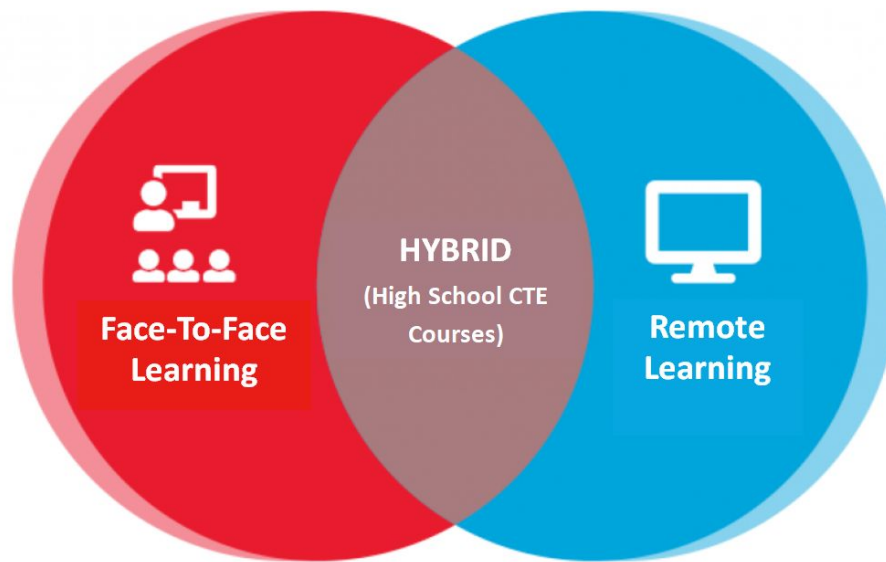 Face-To-Face
Learning
HYBRID
(High School CTE
Courses)
Remote
Learning